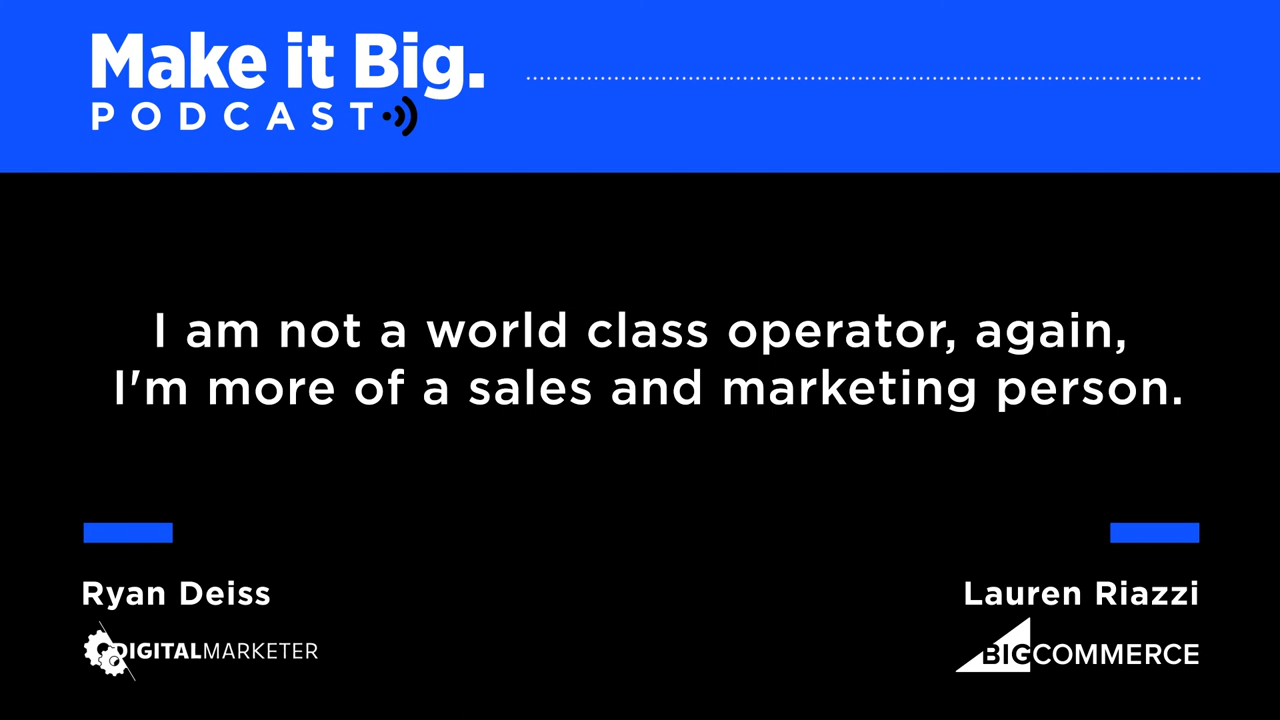 Make it Big.
PODCAST
I am not a world class operator, again,
I'm more of a sales and marketing person.
Ryan Deiss
Lauren Riazzi
DIGITALMARKETER
BIGCOMMERCE